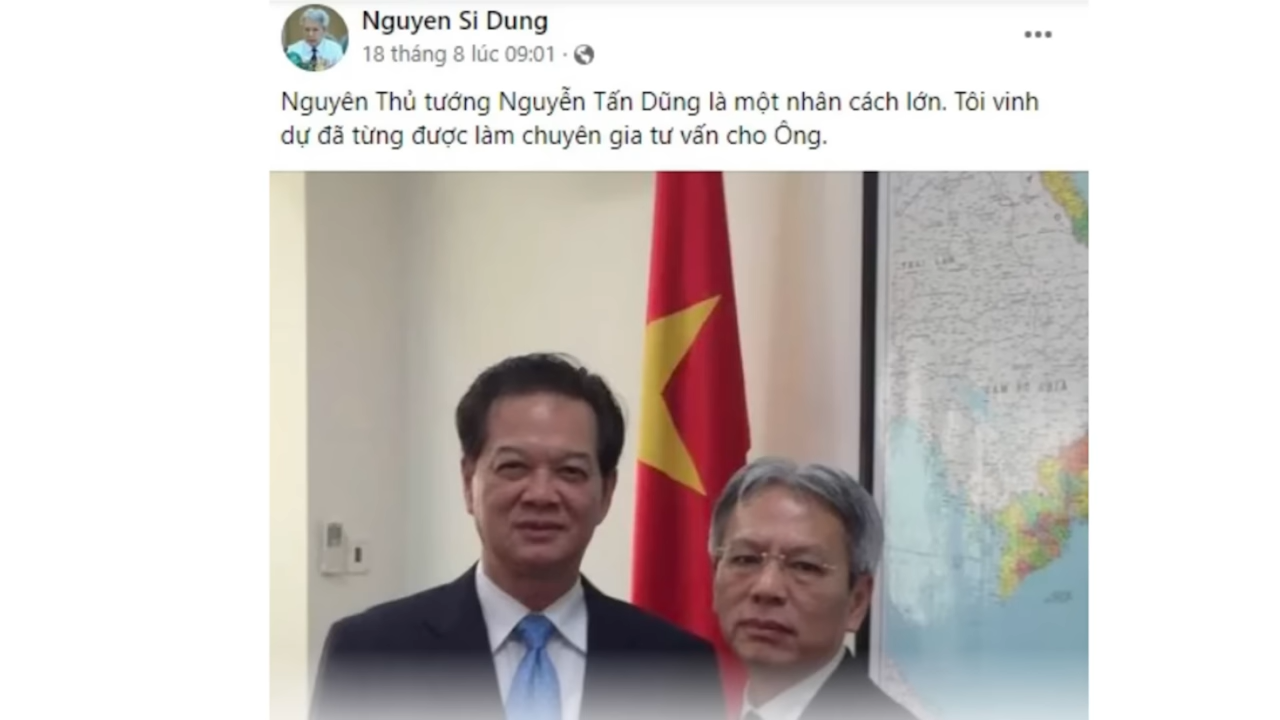 Nguyen Si Dung
18 tháng 8 lúc 09:01 ·
Nguyên Thủ tướng Nguyễn Tấn Dũng là một nhân cách lớn. Tôi vinh
dự đã từng được làm chuyên gia tư vấn cho Ông.